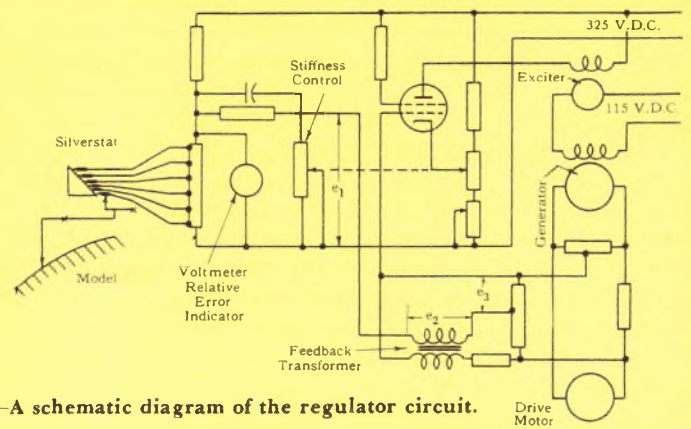 325 V.D.C.
Stiffness
Control
Exciter
Silverstat
115 V.D.C.
e1
Generator
Model
Voltmeter
Relative
Error
Indicator
e3
e2
Feedback
Transformer
Drive
Motor
—A schematic diagram of the regulator circuit.